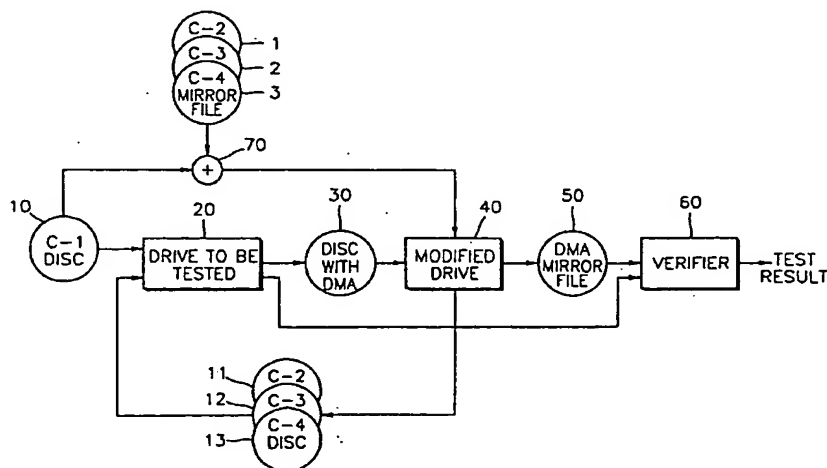 C-2
C-3
C-4
MIRROR
FILE
1
2
3
70
+
10
C-1
DISC
20
DRIVE TO BE
TESTED
30
DISC
WITH
DMA
40
MODIFIED
DRIVE
50
DMA
MIRROR
FILE
60
VERIFIER
TEST
RESULT
11
12
13
C-2
C-3
C-4
DISC